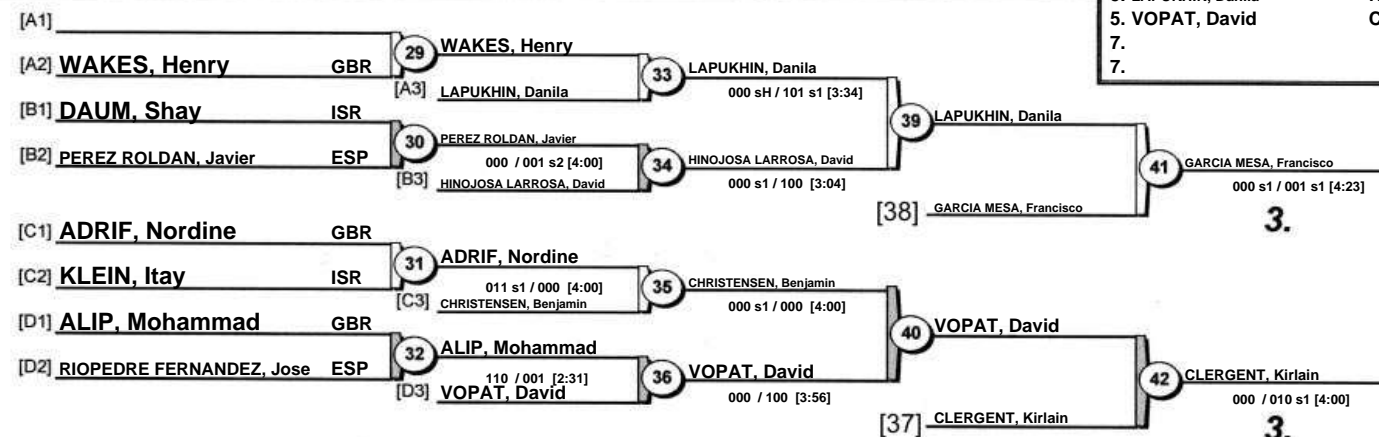 5. VOPAT, David
7.
7.
[A1]
[A2] WAKES, Henry GBR
29
WAKES, Henry
[A3] LAPUKHIN, Danila
33
LAPUKHIN, Danila
000 sH / 101 s1 [3:34]
[B1] DAUM, Shay ISR
[B2] PEREZ ROLDAN, Javier ESP
30
PEREZ ROLDAN, Javier
000 / 001 s2 [4:00]
[B3] HINOJOSA LARROSA, David
34
HINOJOSA LARROSA, David
000 s1 / 100 [3:04]
39
LAPUKHIN, Danila
[38] GARCIA MESA, Francisco
41
GARCIA MESA, Francisco
000 s1 / 001 s1 [4:23]
3.
[C1] ADRIF, Nordine GBR
[C2] KLEIN, Itay ISR
31
ADRIF, Nordine
011 s1 / 000 [4:00]
[C3] CHRISTENSEN, Benjamin
35
CHRISTENSEN, Benjamin
000 s1 / 000 [4:00]
[D1] ALIP, Mohammad GBR
[D2] RIOPEDRE FERNANDEZ, Jose ESP
32
ALIP, Mohammad
110 / 001 [2:31]
[D3] VOPAT, David
36
VOPAT, David
000 / 100 [3:56]
40
VOPAT, David
[37] CLERGENT, Kirlain
42
CLERGENT, Kirlain
000 / 010 s1 [4:00]
3.